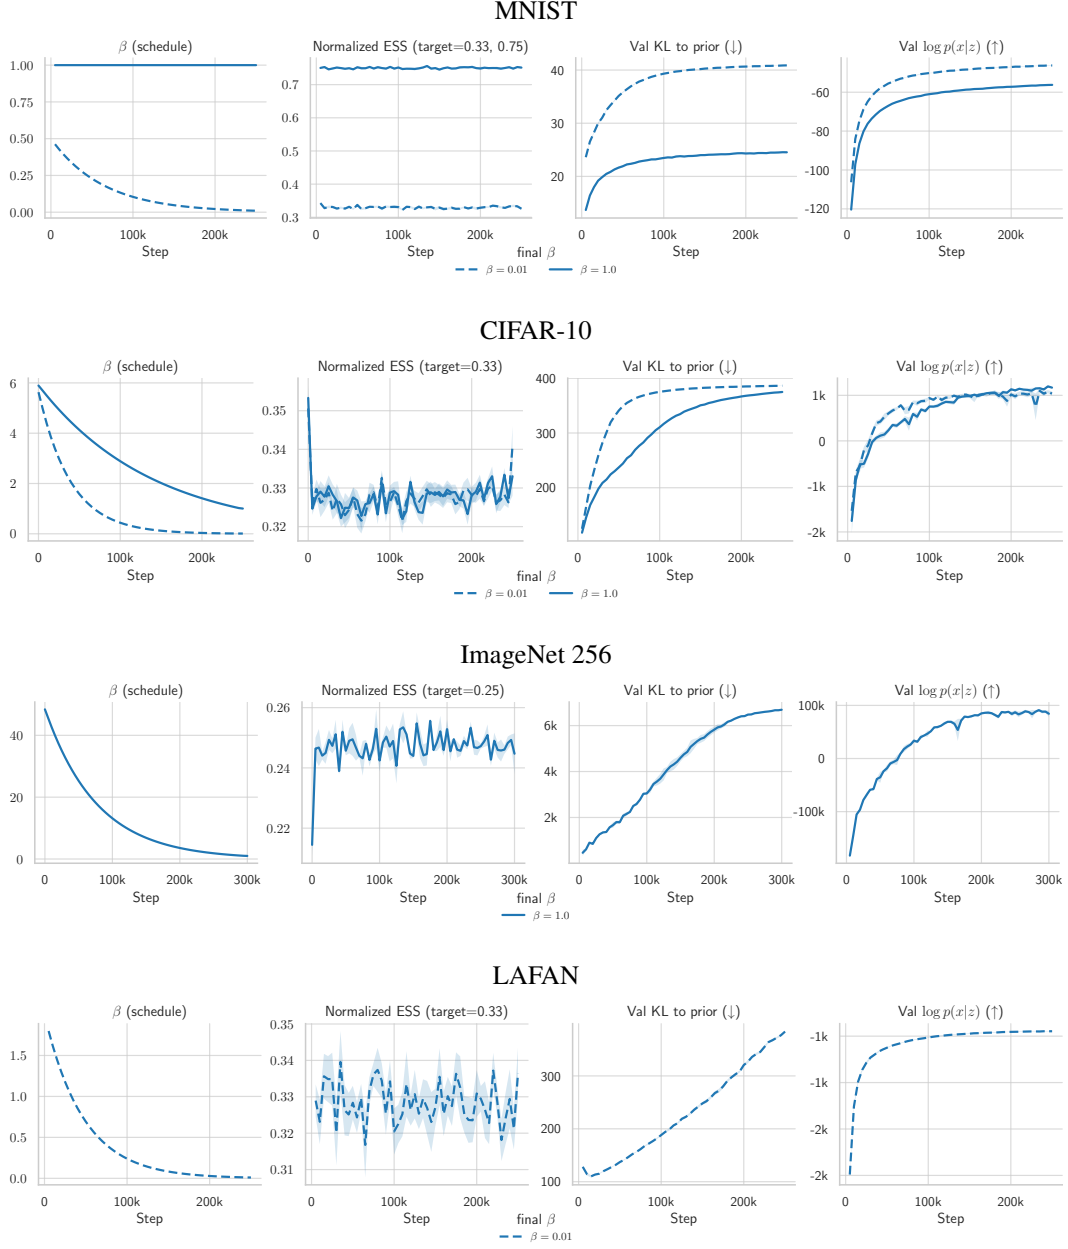 MNIST
β (schedule)
Normalized ESS (target=0.33, 0.75)
Val KL to prior (↓)
Val log p(x|z) (↑)
1.00
0.75
0.50
0.25
0.00
0
100k
200k
Step
0.7
0.6
0.5
0.4
0.3
0
100k
200k
Step
40
30
20
0
100k
200k
Step
-60
-80
-100
-120
0
100k
200k
Step
final β
β = 0.01
β = 1.0
CIFAR-10
β (schedule)
Normalized ESS (target=0.33)
Val KL to prior (↓)
Val log p(x|z) (↑)
6
4
2
0
0
100k
200k
Step
0.35
0.34
0.33
0.32
0
100k
200k
Step
400
300
200
0
100k
200k
Step
1k
0
-1k
-2k
0
100k
200k
Step
final β
β = 0.01
β = 1.0
ImageNet 256
β (schedule)
Normalized ESS (target=0.25)
Val KL to prior (↓)
Val log p(x|z) (↑)
40
20
0
0
100k
200k
300k
Step
0.26
0.24
0.22
0
100k
200k
300k
Step
6k
4k
2k
0
100k
200k
300k
Step
100k
0
-100k
0
100k
200k
300k
Step
final β
β = 1.0
LAFAN
β (schedule)
Normalized ESS (target=0.33)
Val KL to prior (↓)
Val log p(x|z) (↑)
1.5
1.0
0.5
0.0
0
100k
200k
Step
0.35
0.34
0.33
0.32
0.31
0
100k
200k
Step
300
200
100
0
100k
200k
Step
-1k
-1k
-2k
-2k
0
100k
200k
Step
final β
β = 0.01